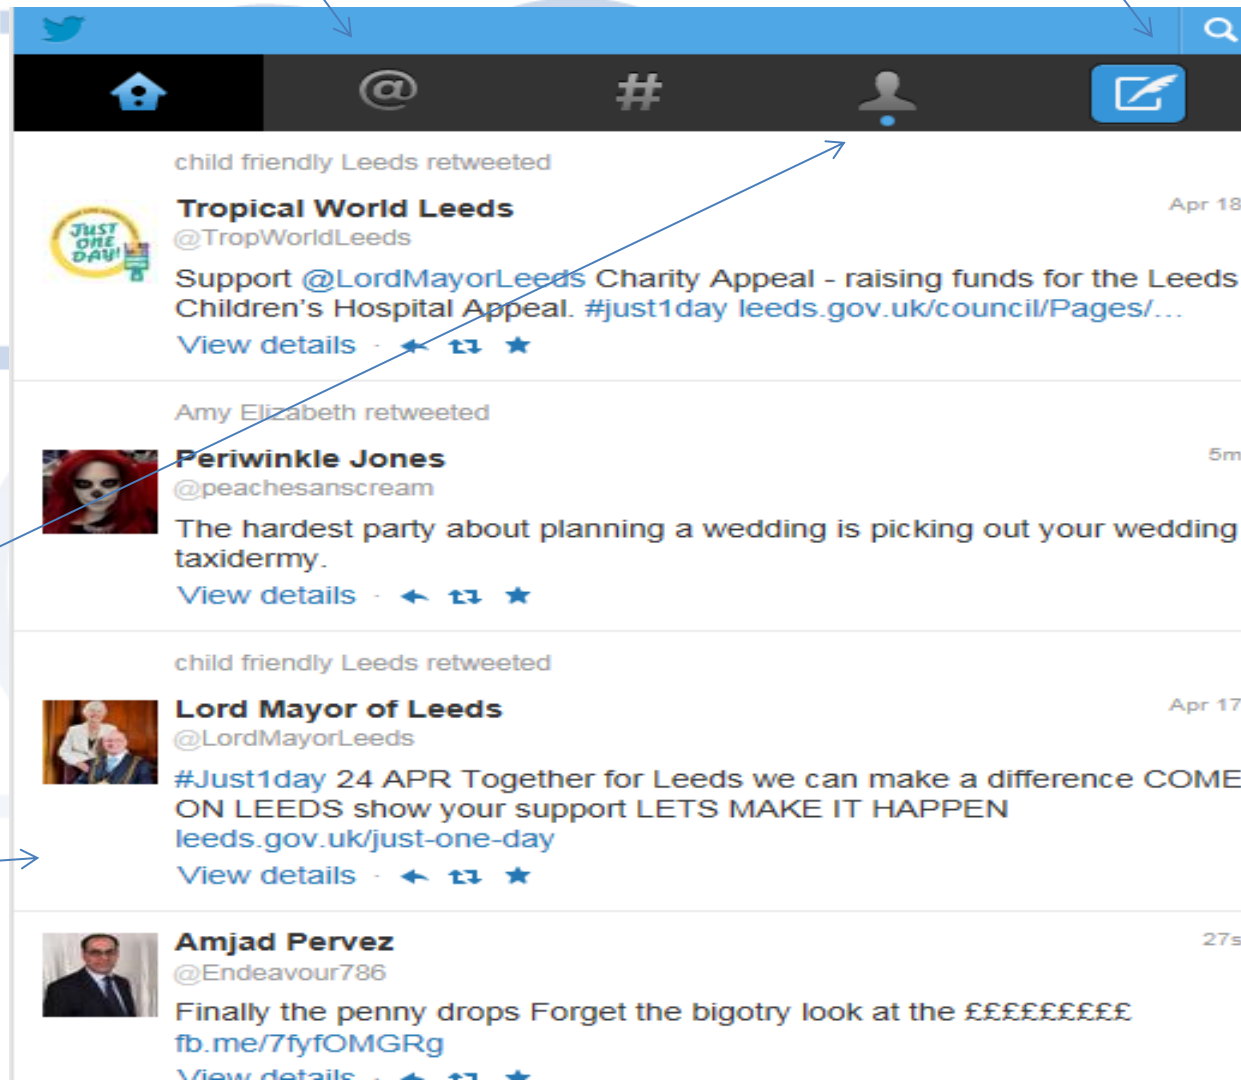 @ #
child friendly Leeds retweeted
JUST ONE DAY!
Tropical World Leeds Apr 18
@TropWorldLeeds
Support @LordMayorLeeds Charity Appeal - raising funds for the Leeds
Children's Hospital Appeal. #just1day leeds.gov.uk/council/Pages/...
View details
Amy Elizabeth retweeted
Periwinkle Jones 5m
@peachesanscream
The hardest party about planning a wedding is picking out your wedding
taxidermy.
View details
child friendly Leeds retweeted
Lord Mayor of Leeds Apr 17
@LordMayorLeeds
#Just1day 24 APR Together for Leeds we can make a difference COME
ON LEEDS show your support LETS MAKE IT HAPPEN
leeds.gov.uk/just-one-day
View details
Amjad Pervez 27s
@Endeavour786
Finally the penny drops Forget the bigotry look at the £££££££££
fb.me/7fyfOMGRg
View details